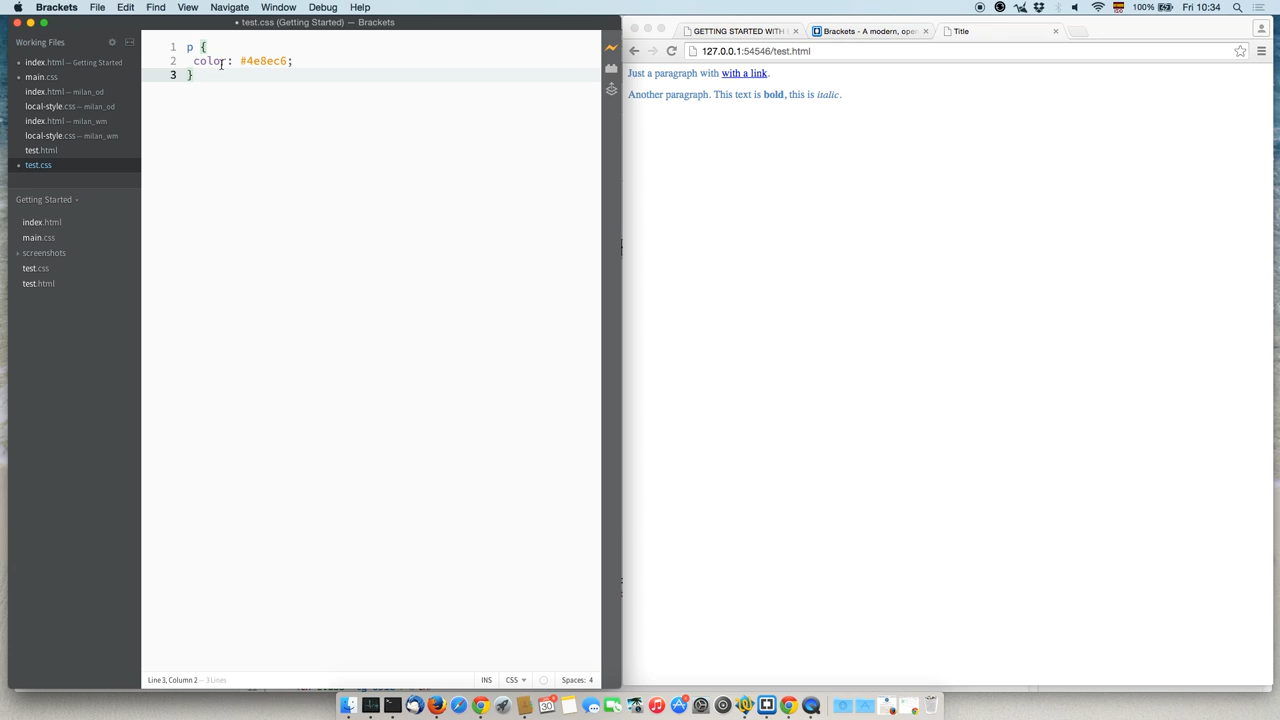 Brackets File Edit Find View Navigate Window Debug Help
100% Fri 10:34
• test.css (Getting Started) — Brackets
Working Files
index.html — Getting Started
main.css
index.html — milan_od
local-style.css — milan_od
index.html — milan_wm
local-style.css — milan_wm
test.html
test.css
Getting Started
index.html
main.css
screenshots
test.css
test.html
1 p {
2 color: #4e8ec6;
3 }
Line 3, Column 2 — 3 Lines
INS CSS Spaces: 4
GETTING STARTED WITH
Brackets - A modern, open
Title
127.0.0.1:54546/test.html
Just a paragraph with with a link.
Another paragraph. This text is bold, this is italic.
30